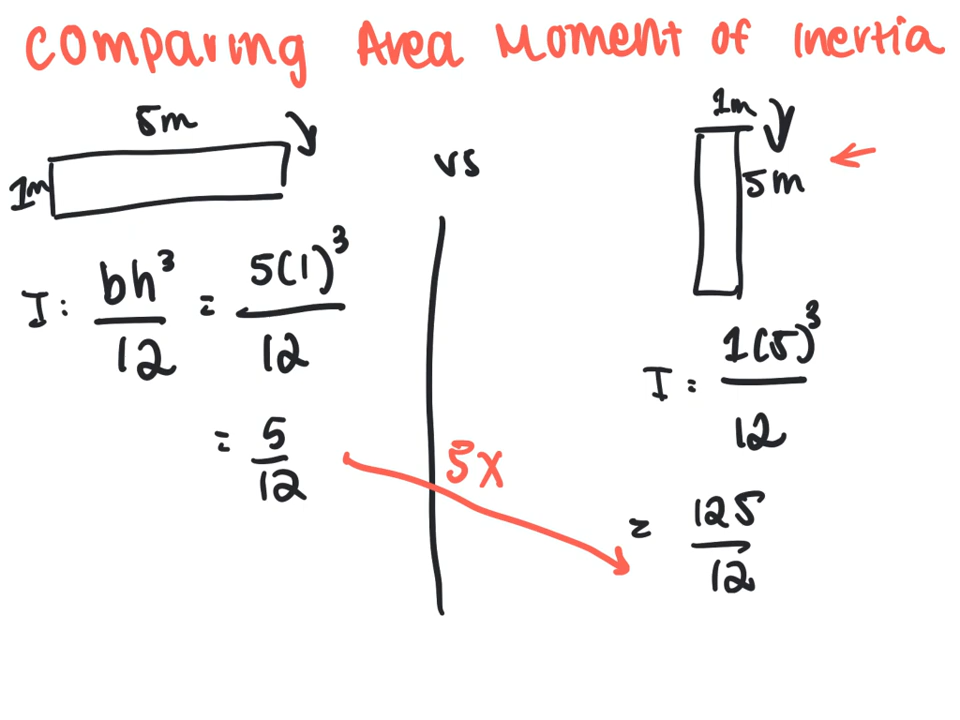 Comparing Area Moment of Inertia
5m
1m
vs
1m
5m
I: bh³/12 = 5(1)³/12
= 5/12
5x
I = 1(5)³/12
= 125/12